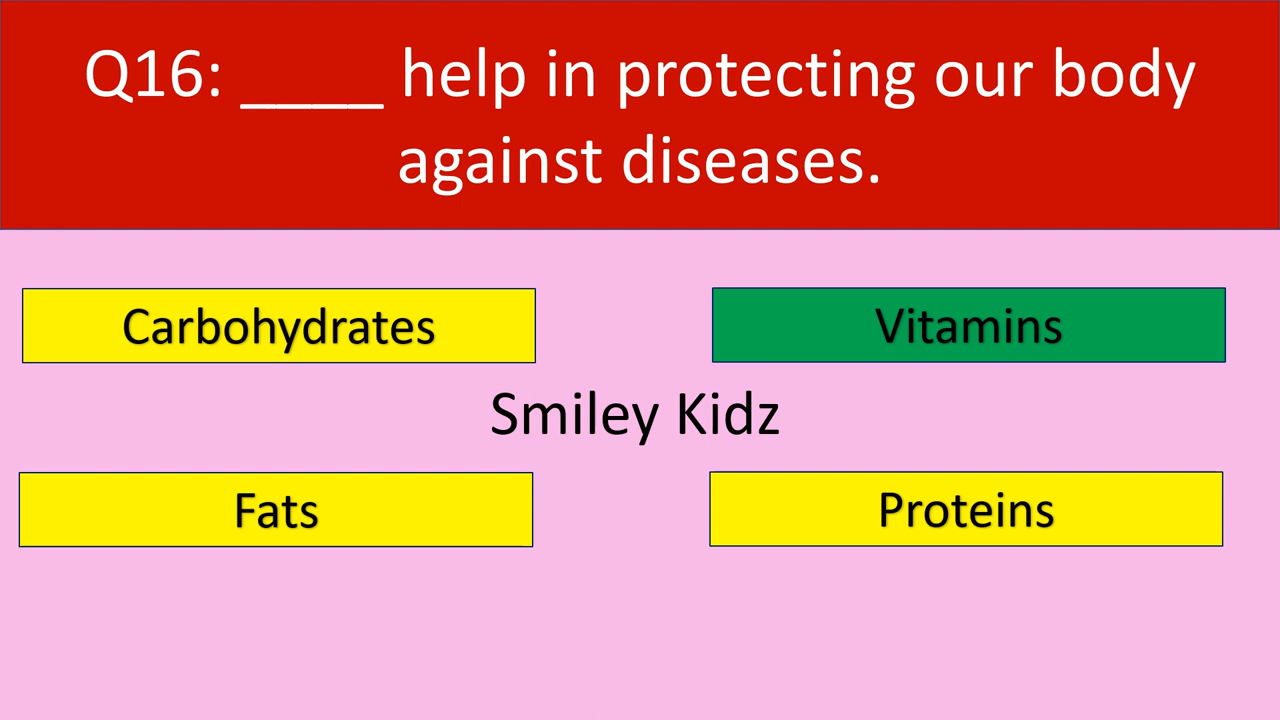 Q16: ____ help in protecting our body
against diseases.
Carbohydrates
Vitamins
Smiley Kidz
Fats
Proteins